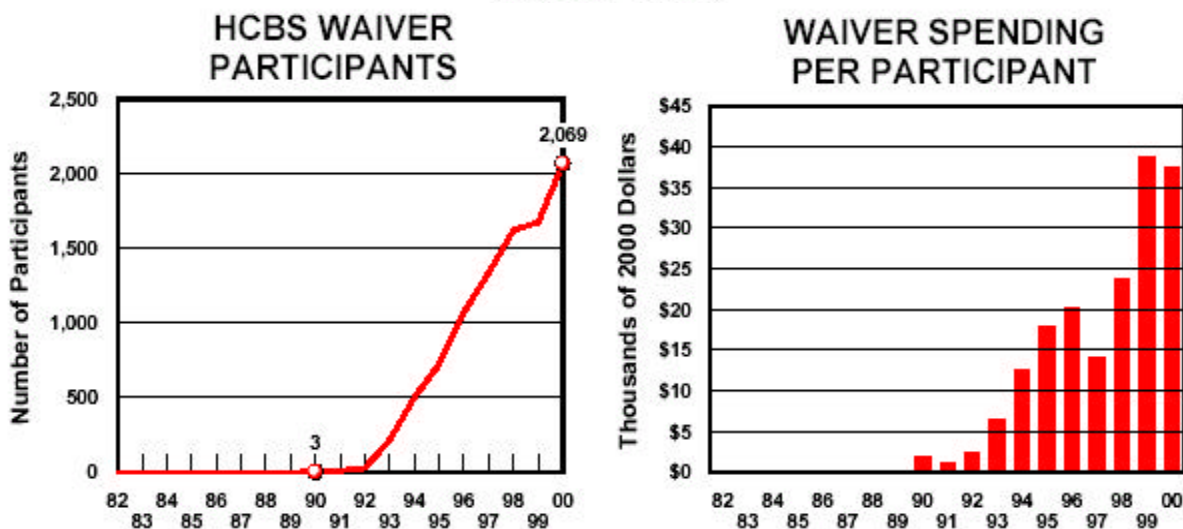 HCBS WAIVER
PARTICIPANTS
2,500
2,000
1,500
1,000
500
0
Number of Participants
2,069
3
82 84 86 88 90 92 94 96 98 00
83 85 87 89 91 93 95 97 99
WAIVER SPENDING
PER PARTICIPANT
$45
$40
$35
$30
$25
$20
$15
$10
$5
$0
Thousands of 2000 Dollars
82 84 86 88 90 92 94 96 98 00
83 85 87 89 91 93 95 97 99